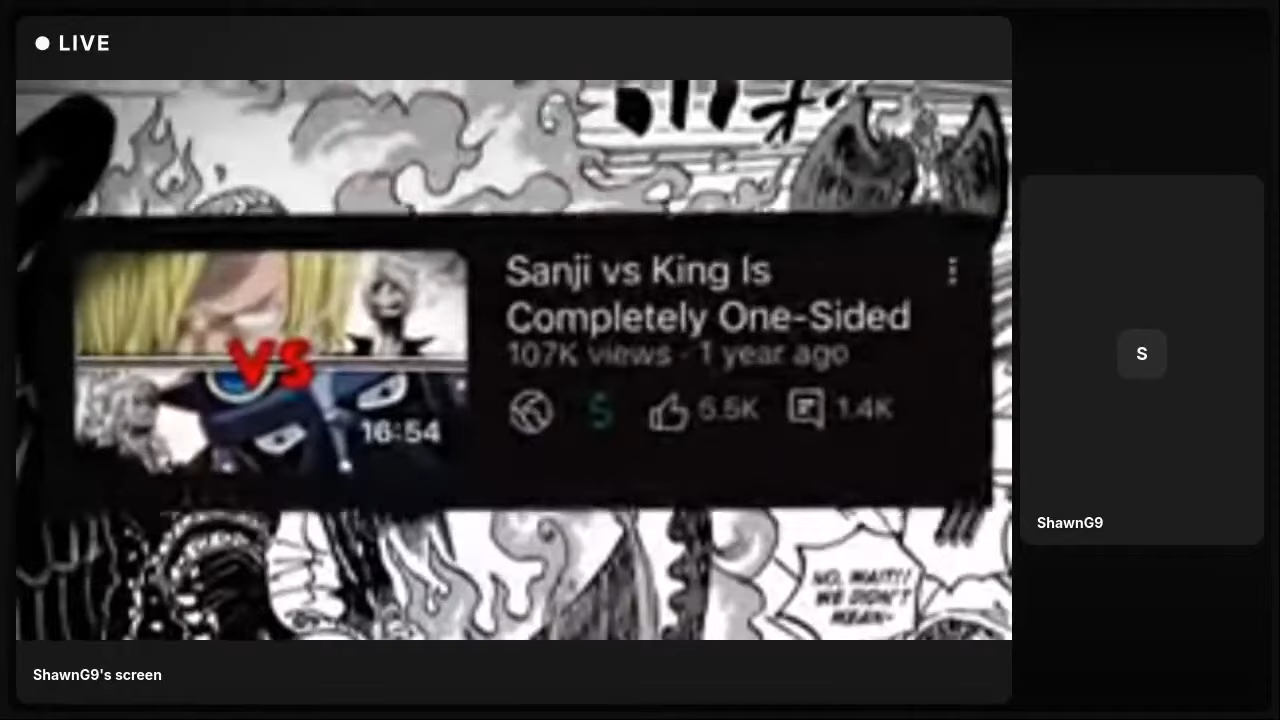 LIVE
Sanji vs King Is
Completely One-Sided
107K views · 1 year ago
VS
16:54
$ 5.5K 1.4K
NO, WAIT!!
WE DIDN'T
MEAN-
S
ShawnG9
ShawnG9's screen